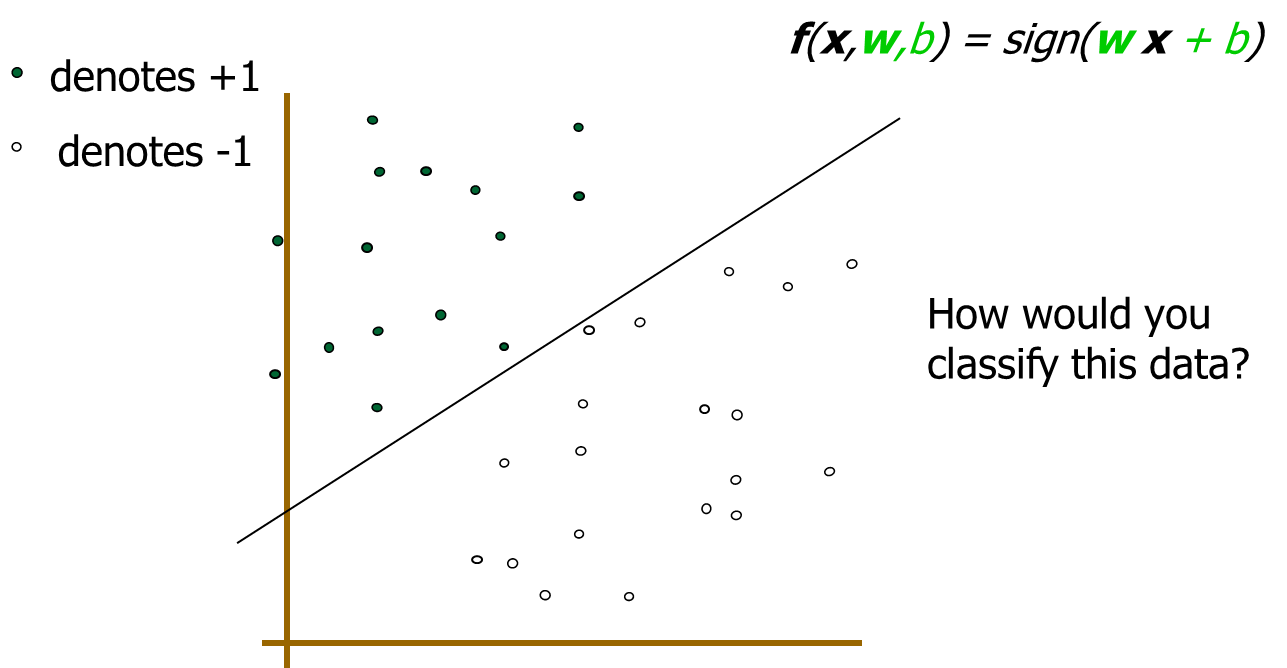 f(x,w,b) = sign(w x + b)
denotes +1
denotes -1
How would you
classify this data?